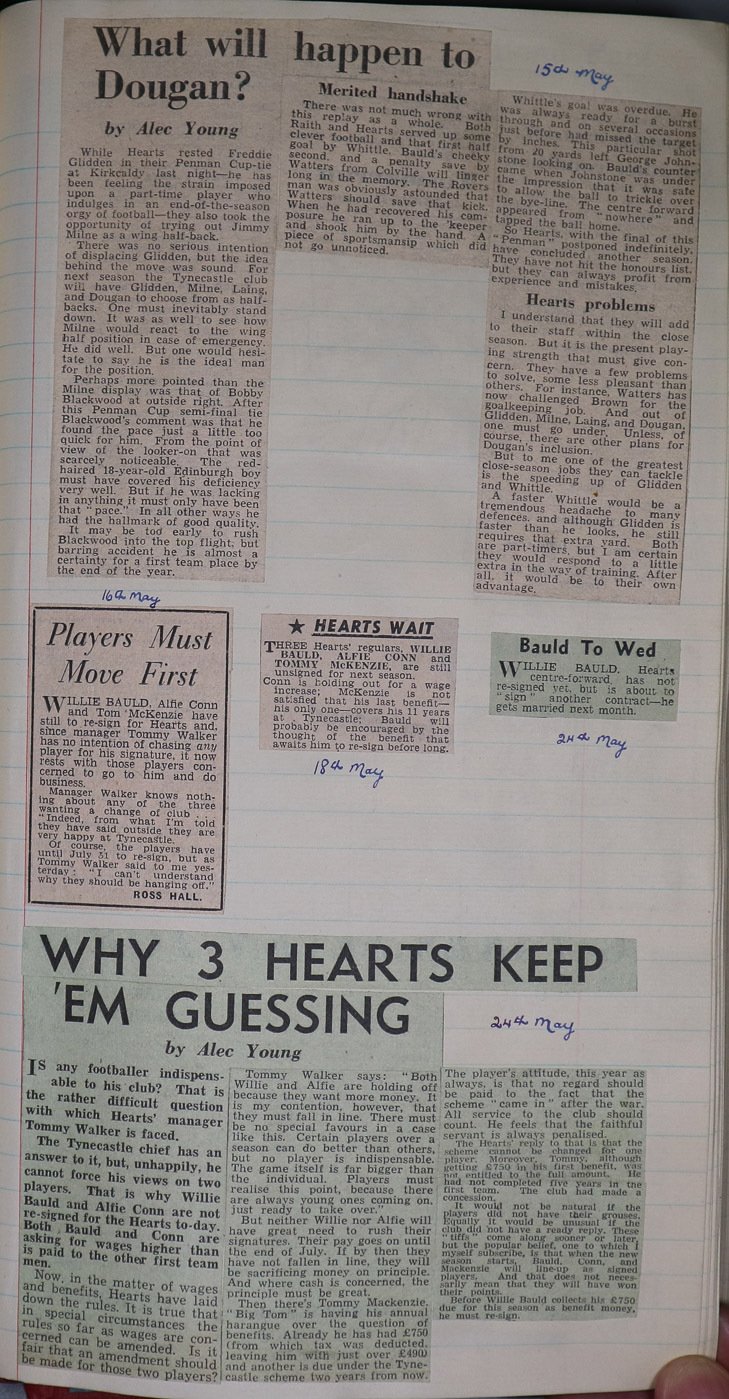 What will happen to
Dougan?
by Alec Young
While Hearts rested Freddie
Glidden in their Penman Cup-tie
at Kirkcaldy last night—he has
been feeling the strain imposed
upon a part-time player who
indulges in an end-of-the-season
orgy of football—they also took the
opportunity of trying out Jimmy
Milne as a wing half-back.
There was no serious intention
of displacing Glidden, but the idea
behind the move was sound. For
next season the Tynecastle club
will have Glidden, Milne, Laing,
and Dougan to choose from as half-
backs. One must inevitably stand
down. It was as well to see how
Milne would react to the wing
half position in case of emergency.
He did well. But one would hesi-
tate to say he is the ideal man
for the position.
Perhaps more pointed than the
Milne display was that of Bobby
Blackwood at outside right. After
this Penman Cup semi-final tie
Blackwood's comment was that he
found the pace just a little too
quick for him. From the point of
view of the looker-on that was
scarcely noticeable. The red-
haired 18-year-old Edinburgh boy
must have covered his deficiency
very well. But if he was lacking
in anything it must only have been
that "pace." In all other ways he
had the hallmark of good quality.
It may be too early to rush
Blackwood into the top flight, but
barring accident he is almost a
certainty for a first team place by
the end of the year.
Merited handshake
There was not much wrong with
this replay as a whole. Both
Raith and Hearts served up some
clever football and that first half
goal by Whittle, Bauld's cheeky
second, and a penalty save by
Watters from Colville will linger
long in the memory. The Rovers
man was obviously astounded that
Watters should save that kick.
When he had recovered his com-
posure he ran up to the 'keeper
and shook him by the hand. A
piece of sportsmansip which did
not go unnoticed.
15th May
Whittle's goal was overdue. He
was always ready for a burst
through and on several occasions
just before had missed the target
by inches. This particular shot
from 20 yards left George John-
stone looking on. Bauld's counter
came when Johnstone was under
the impression that it was safe
to allow the ball to trickle over
the bye-line. The centre forward
appeared from "nowhere" and
tapped the ball home.
So Hearts, with the final of this
"Penman" postponed indefinitely,
have concluded another season.
They have not hit the honours list,
but they can always profit from
experience and mistakes.
Hearts problems
I understand that they will add
to their staff within the close
season. But it is the present play-
ing strength that must give con-
cern. They have a few problems
to solve, some less pleasant than
others. For instance, Watters has
now challenged Brown for the
goalkeeping job. And out of
Glidden, Milne, Laing, and Dougan,
one must go under. Unless, of
course, there are other plans for
Dougan's inclusion.
But to me one of the greatest
close-season jobs they can tackle
is the speeding up of Glidden
and Whittle.
A faster Whittle would be a
tremendous headache to many
defences, and although Glidden is
faster than he looks, he still
requires that extra yard. Both
are part-timers, but I am certain
they would respond to a little
extra in the way of training. After
all, it would be to their own
advantage.
16th May
Players Must
Move First
WILLIE BAULD, Alfie Conn
and Tom McKenzie have
still to re-sign for Hearts and,
since manager Tommy Walker
has no intention of chasing any
player for his signature, it now
rests with those players con-
cerned to go to him and do
business.
Manager Walker knows noth-
ing about any of the three
wanting a change of club . . .
"Indeed, from what I'm told
they have said outside they are
very happy at Tynecastle.
Of course, the players have
until July 31 to re-sign, but as
Tommy Walker said to me yes-
terday: "I can't understand
why they should be hanging off."
ROSS HALL.
★ HEARTS WAIT
THREE Hearts' regulars, WILLIE
BAULD, ALFIE CONN and
TOMMY McKENZIE, are still
unsigned for next season.
Conn is holding out for a wage
increase; McKenzie is not
satisfied that his last benefit—
his only one—covers his 11 years
at Tynecastle; Bauld will
probably be encouraged by the
thought of the benefit that
awaits him to re-sign before long.
18th May
Bauld To Wed
WILLIE BAULD, Hearts
centre-forward, has not
re-signed yet, but is about to
"sign" another contract—he
gets married next month.
24th May
WHY 3 HEARTS KEEP
'EM GUESSING
24th May
by Alec Young
IS any footballer indispens-
able to his club? That is
the rather difficult question
with which Hearts' manager
Tommy Walker is faced.
The Tynecastle chief has an
answer to it, but, unhappily, he
cannot force his views on two
players. That is why Willie
Bauld and Alfie Conn are not
re-signed for the Hearts to-day.
Both Bauld and Conn are
asking for wages higher than
is paid to the other first team
men.
Now, in the matter of wages
and benefits, Hearts have laid
down the rules. It is true that
in special circumstances the
rules so far as wages are con-
cerned can be amended. Is it
fair that an amendment should
be made for those two players?
Tommy Walker says: "Both
Willie and Alfie are holding off
because they want more money. It
is my contention, however, that
they must fall in line. There must
be no special favours in a case
like this. Certain players over a
season can do better than others,
but no player is indispensable.
The game itself is far bigger than
the individual. Players must
realise this point, because there
are always young ones coming on,
just ready to take over."
But neither Willie nor Alfie will
have great need to rush their
signatures. Their pay goes on until
the end of July. If by then they
have not fallen in line, they will
be sacrificing money on principle.
And where cash is concerned, the
principle must be great.
Then there's Tommy Mackenzie.
"Big Tom" is having his annual
harangue over the question of
benefits. Already he has had £750
(from which tax was deducted,
leaving him with just over £490)
and another is due under the Tyne-
castle scheme two years from now.
The player's attitude, this year as
always, is that no regard should
be paid to the fact that the
scheme "came in" after the war.
All service to the club should
count. He feels that the faithful
servant is always penalised.
The Hearts' reply to that is that the
scheme cannot be changed for one
player. Moreover, Tommy, although
getting £750 in his first benefit, was
not entitled to the full amount. He
had not completed five years in the
first team. The club had made a
concession.
It would not be natural if the
players did not have their grouses.
Equally it would be unusual if the
club did not have a ready reply. These
"tiffs" come along sooner or later,
but the popular belief, one to which I
myself subscribe, is that when the
new season starts, Bauld, Conn, and
Mackenzie will line-up as signed
players. And that does not neces-
sarily mean that they will have won
their points.
Before Willie Bauld collects his £750
due for this season as benefit money,
he must re-sign.